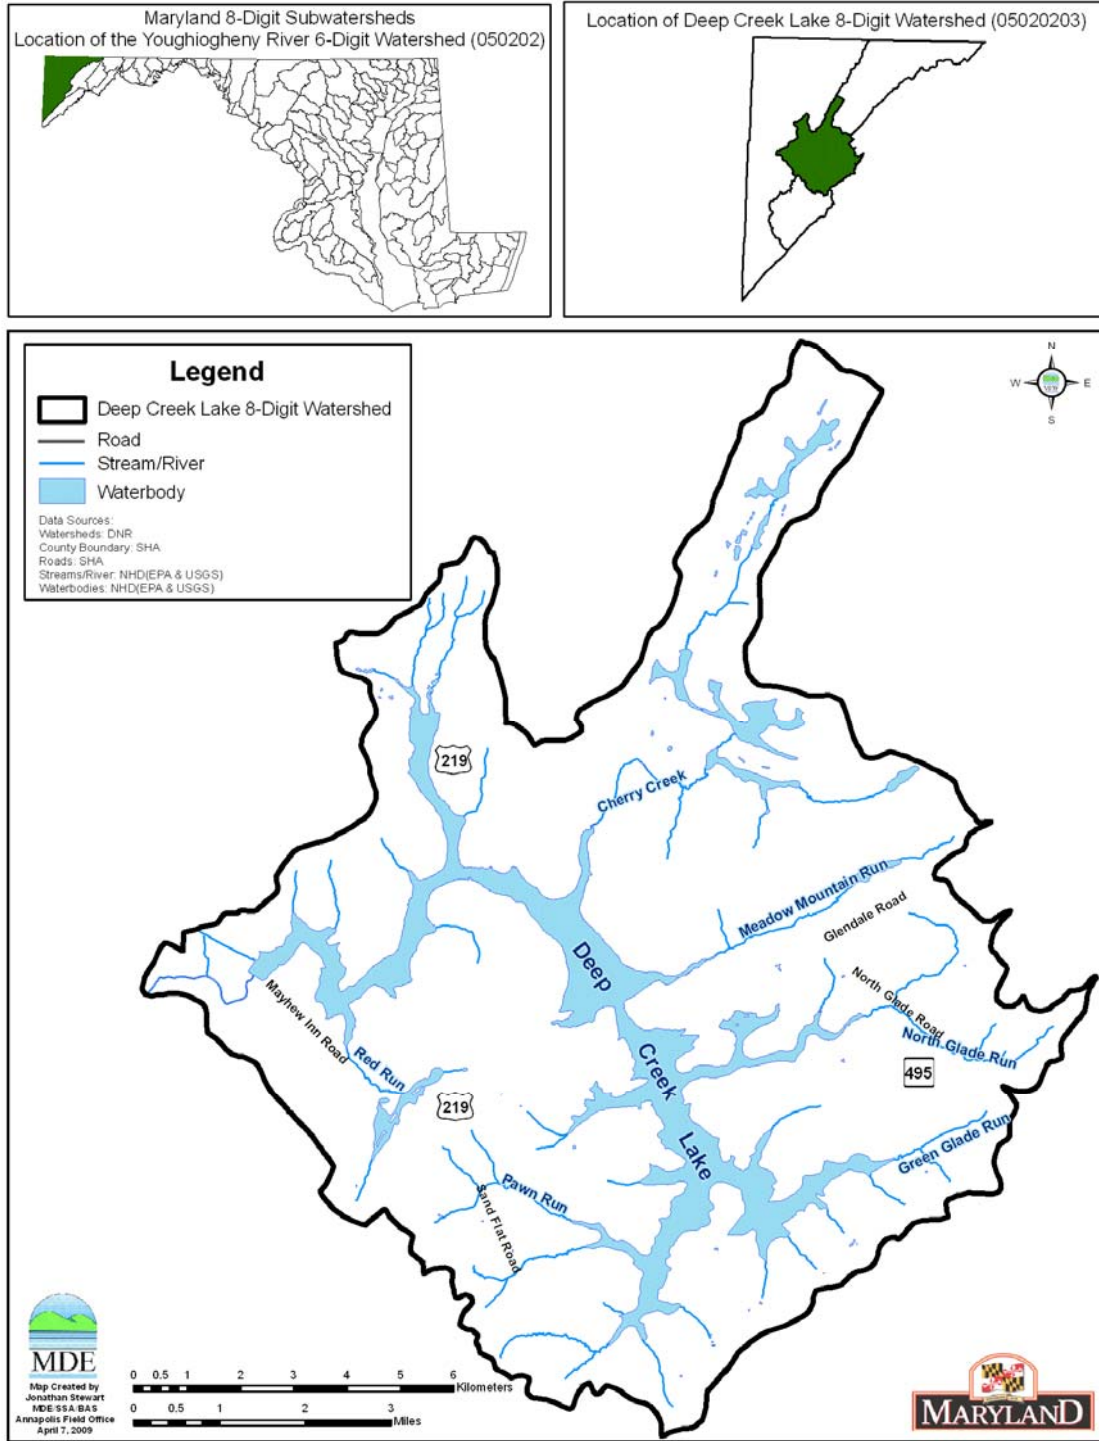 Maryland 8-Digit Subwatersheds
Location of the Youghiogheny River 6-Digit Watershed (050202)
Location of Deep Creek Lake 8-Digit Watershed (05020203)
Legend
Deep Creek Lake 8-Digit Watershed
Road
Stream/River
Waterbody
Data Sources:
Watersheds: DNR
County Boundary: SHA
Roads: SHA
Streams/River: NHD(EPA & USGS)
Waterbodies: NHD(EPA & USGS)
N
W
E
S
219
Cherry Creek
Meadow Mountain Run
Glendale Road
Deep
Creek
Lake
North Glade Road
North Glade Run
Mayhew Inn Road
Red Run
495
219
Green Glade Run
Pawn Run
Sand Flat Road
MDE
Map Created by
Jonathan Stewart
MDE/SSA/BAS
Annapolis Field Office
April 7, 2009
0 0.5 1 2 3 4 5 6
Kilometers
0 0.5 1 2 3
Miles
MARYLAND